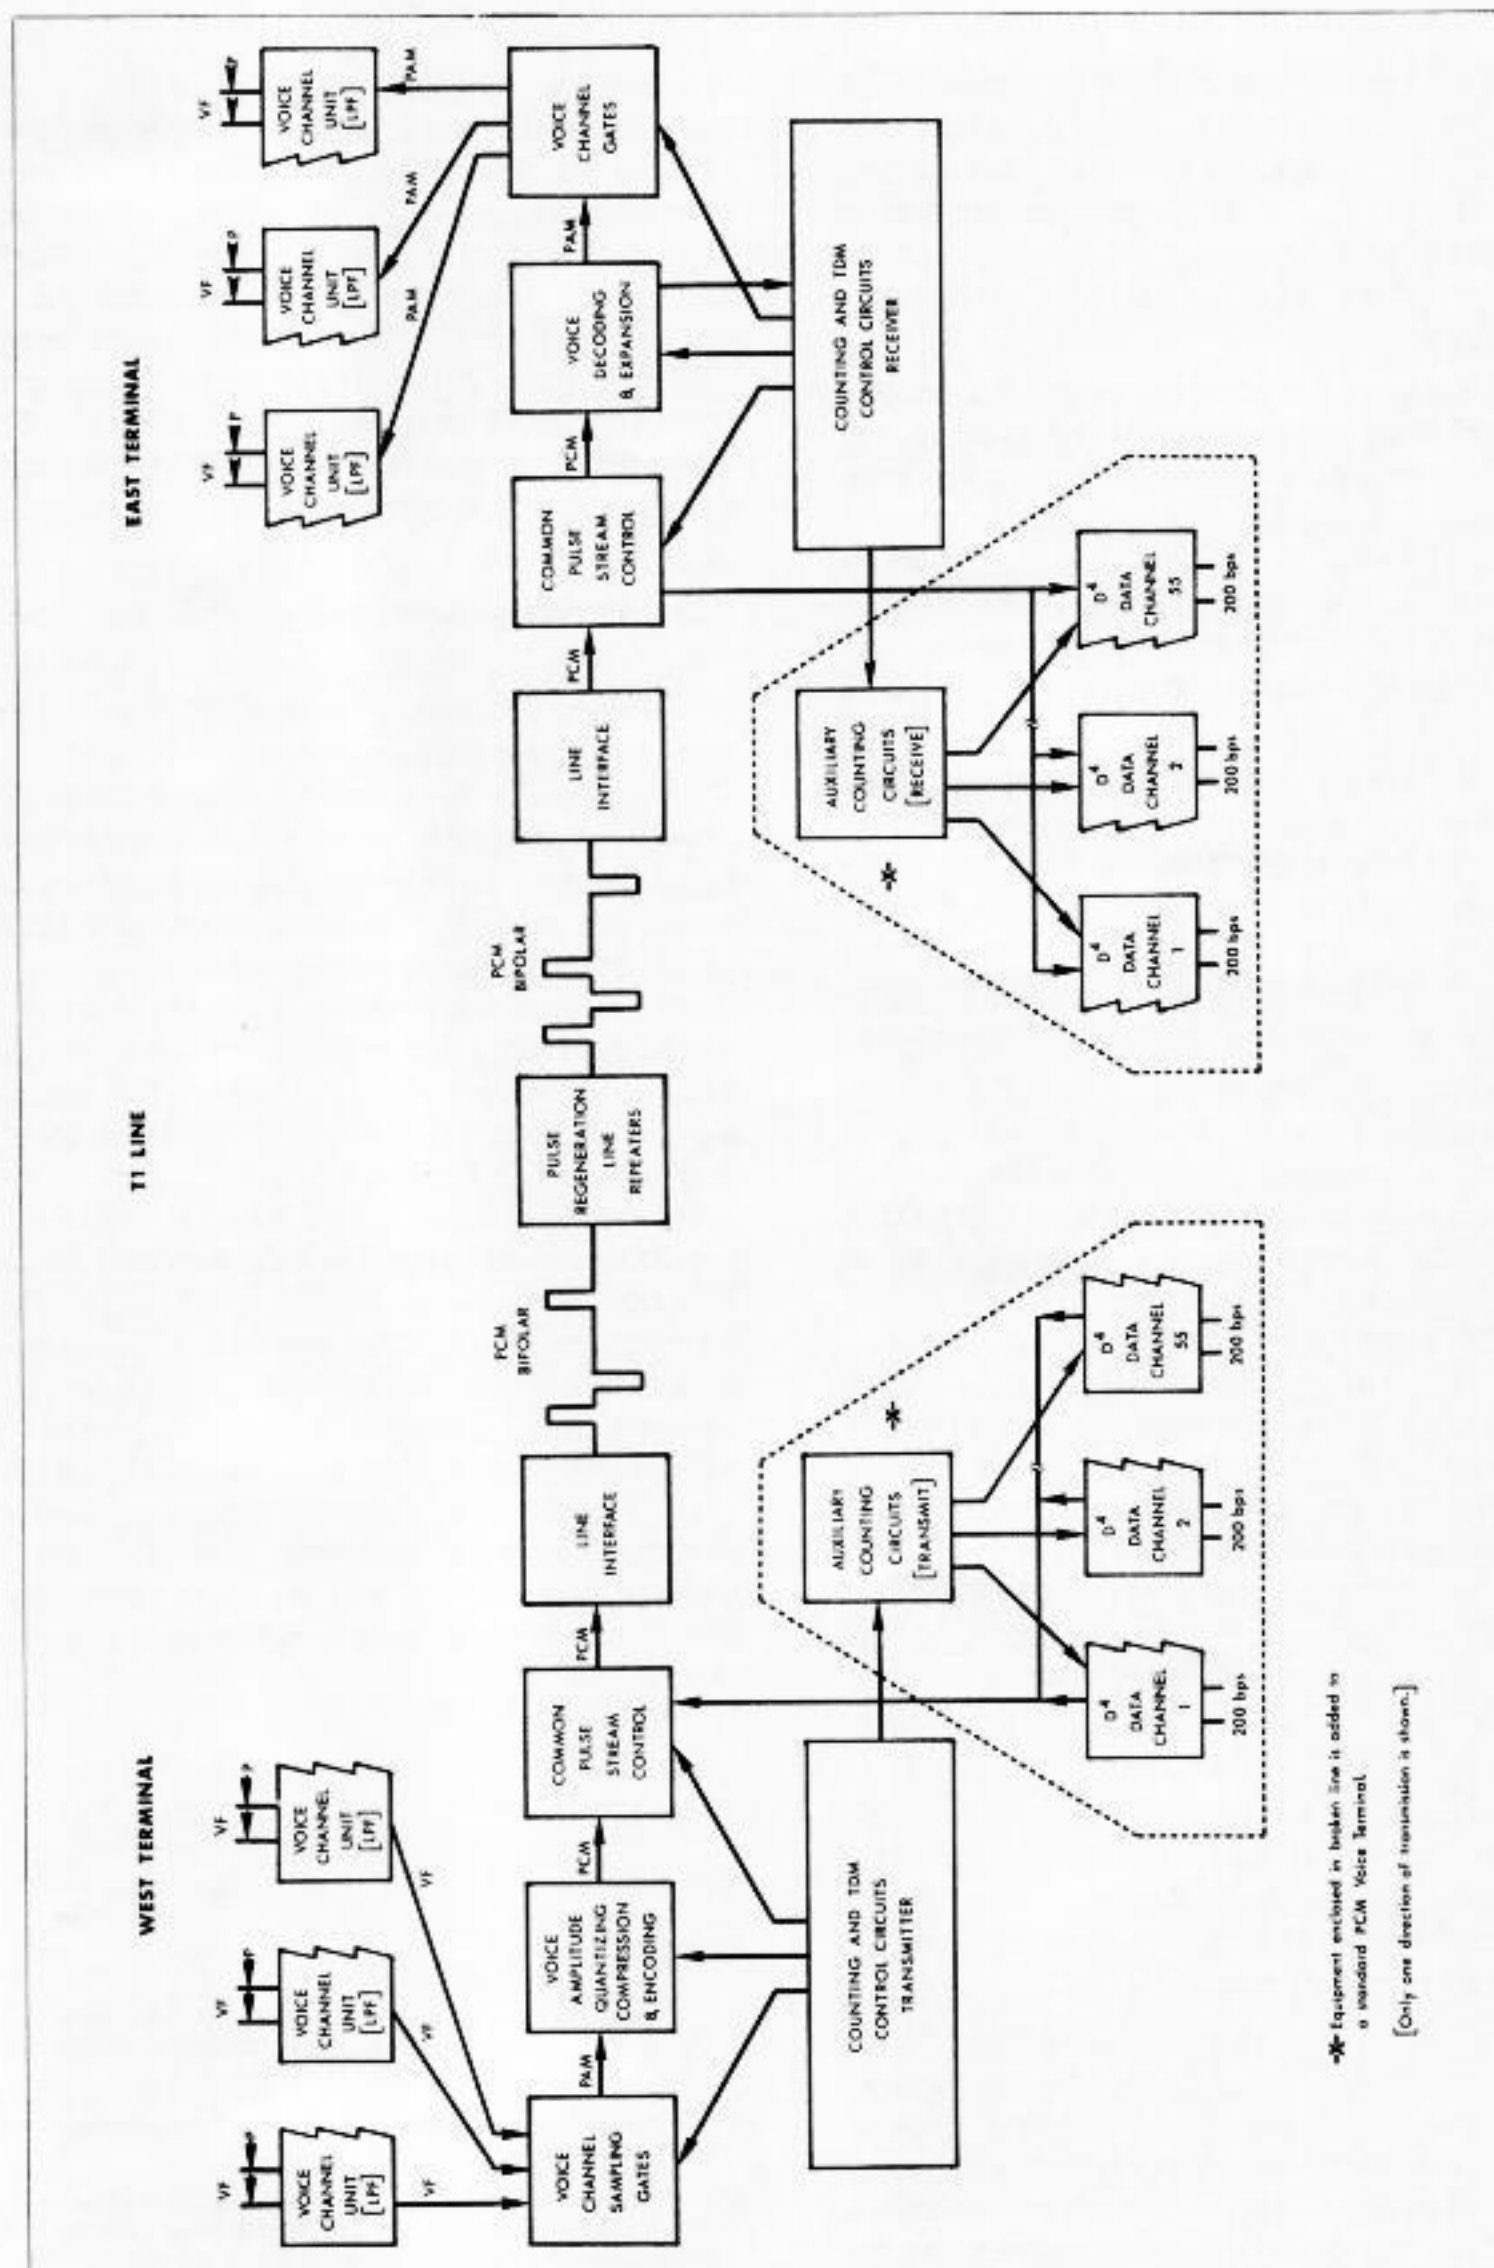 WEST TERMINAL
T1 LINE
EAST TERMINAL
VF
P
VOICE
CHANNEL
UNIT
[LPF]
VF
VF
P
VOICE
CHANNEL
UNIT
[LPF]
VF
VF
P
VOICE
CHANNEL
UNIT
[LPF]
VF
VF
P
VOICE
CHANNEL
UNIT
[LPF]
PAM
VF
P
VOICE
CHANNEL
UNIT
[LPF]
PAM
VF
P
VOICE
CHANNEL
UNIT
[LPF]
PAM
VOICE
CHANNEL
SAMPLING
GATES
PAM
VOICE
AMPLITUDE
QUANTIZING
COMPRESSION
& ENCODING
PCM
COMMON
PULSE
STREAM
CONTROL
PCM
LINE
INTERFACE
PCM
BIPOLAR
PULSE
REGENERATION
LINE
REPEATERS
PCM
BIPOLAR
LINE
INTERFACE
PCM
COMMON
PULSE
STREAM
CONTROL
PCM
VOICE
DECODING
& EXPANSION
PAM
VOICE
CHANNEL
GATES
COUNTING AND TDM
CONTROL CIRCUITS
TRANSMITTER
AUXILIARY
COUNTING
CIRCUITS
[TRANSMIT]
AUXILIARY
COUNTING
CIRCUITS
[RECEIVE]
COUNTING AND TDM
CONTROL CIRCUITS
RECEIVER
D4
DATA
CHANNEL
1
200 bps
D4
DATA
CHANNEL
2
200 bps
D4
DATA
CHANNEL
55
200 bps
D4
DATA
CHANNEL
1
200 bps
D4
DATA
CHANNEL
2
200 bps
D4
DATA
CHANNEL
55
200 bps
Equipment enclosed in broken line is added to
a standard PCM Voice Terminal
[Only one direction of transmission is shown.]